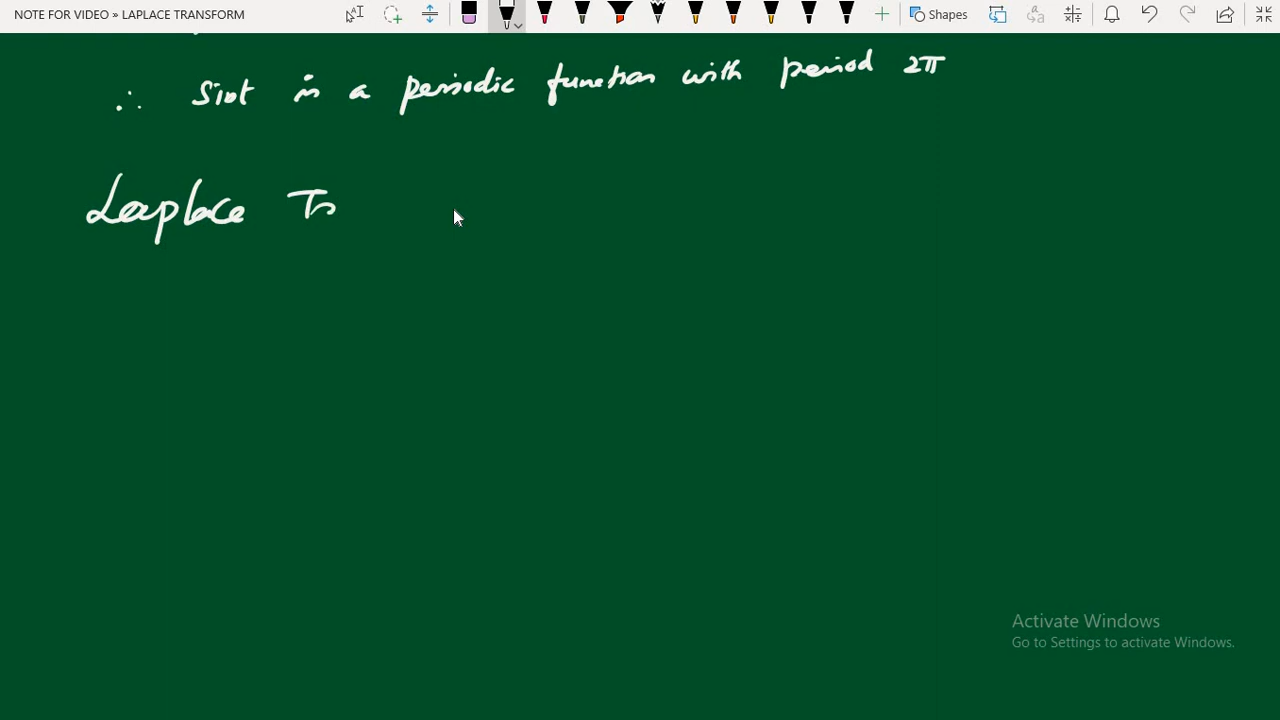 NOTE FOR VIDEO » LAPLACE TRANSFORM
Shapes
∴ Sint is a periodic function with period 2π
Laplace Tr
Activate Windows
Go to Settings to activate Windows.